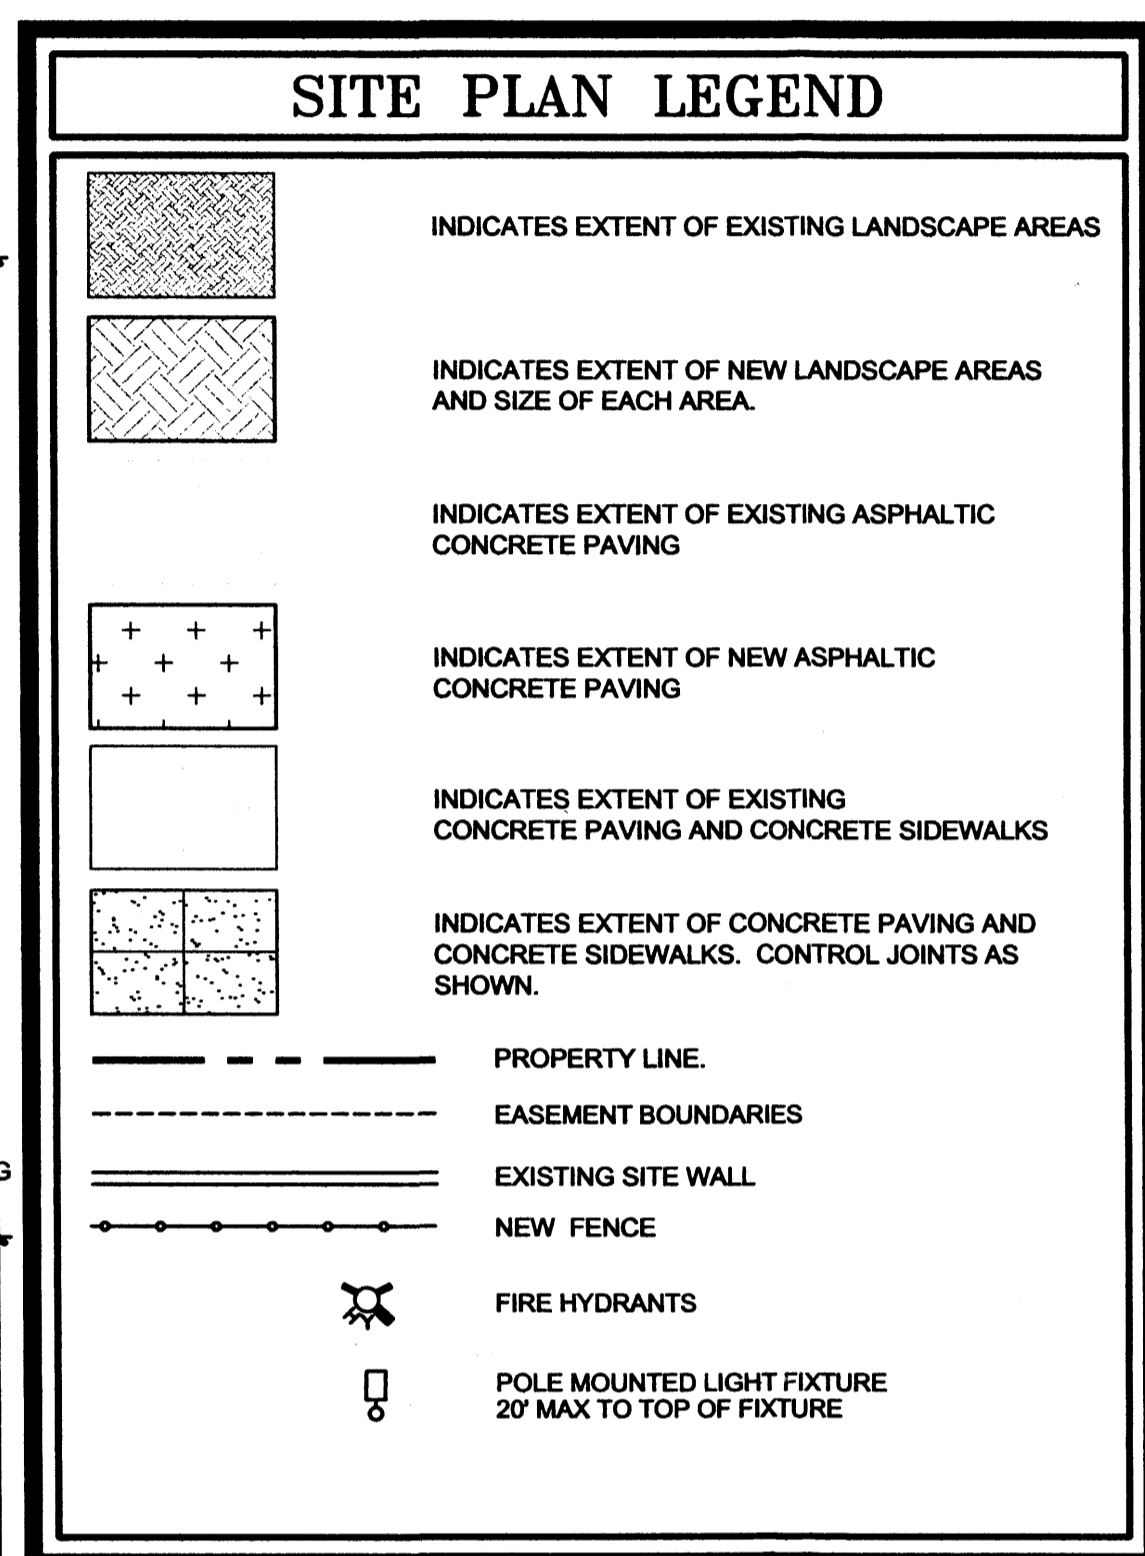 SITE PLAN LEGEND
INDICATES EXTENT OF EXISTING LANDSCAPE AREAS
INDICATES EXTENT OF NEW LANDSCAPE AREAS
AND SIZE OF EACH AREA.
INDICATES EXTENT OF EXISTING ASPHALTIC
CONCRETE PAVING
INDICATES EXTENT OF NEW ASPHALTIC
CONCRETE PAVING
INDICATES EXTENT OF EXISTING
CONCRETE PAVING AND CONCRETE SIDEWALKS
INDICATES EXTENT OF CONCRETE PAVING AND
CONCRETE SIDEWALKS. CONTROL JOINTS AS
SHOWN.
PROPERTY LINE.
EASEMENT BOUNDARIES
G
EXISTING SITE WALL
NEW FENCE
HY
FIRE HYDRANTS
POLE MOUNTED LIGHT FIXTURE
20' MAX TO TOP OF FIXTURE